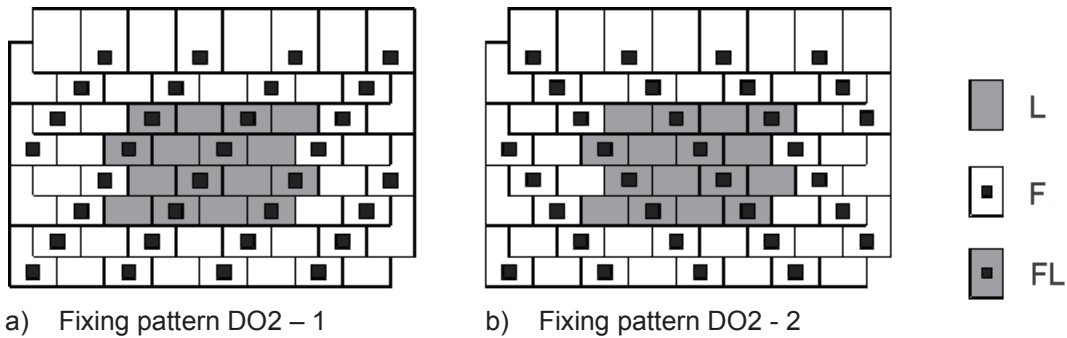 L
F
FL
a) Fixing pattern DO2 – 1
b) Fixing pattern DO2 - 2